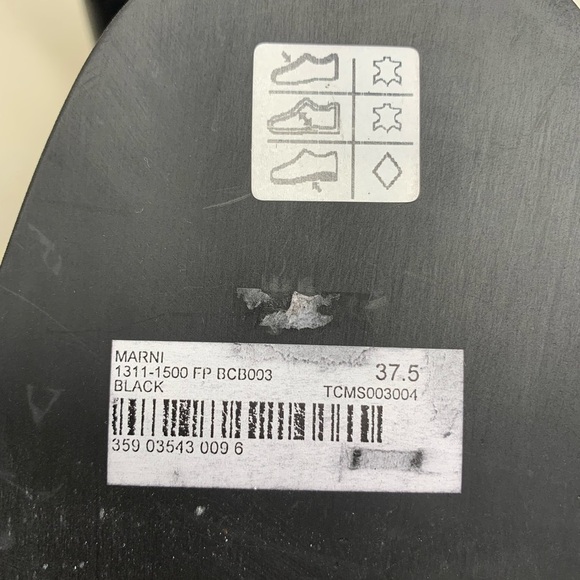 MARNI
1311-1500 FP BCB003 37.5
BLACK TCMS003004
359 03543 009 6